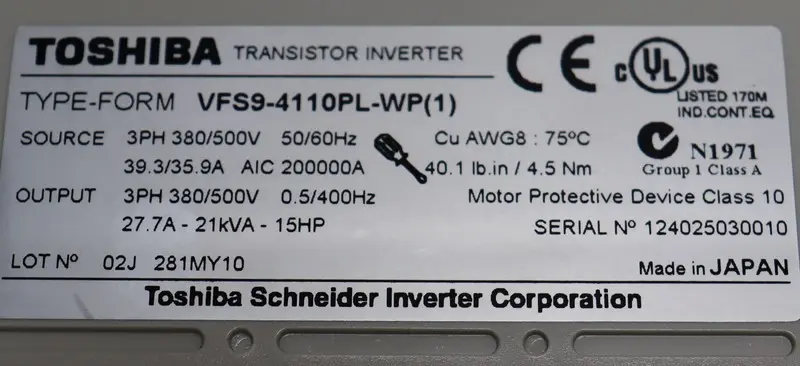 TOSHIBA TRANSISTOR INVERTER
CE
c UL us
LISTED 170M
IND.CONT.EQ
TYPE-FORM VFS9-4110PL-WP(1)
SOURCE 3PH 380/500V 50/60Hz Cu AWG8 : 75ºC
39.3/35.9A AIC 200000A 40.1 lb.in / 4.5 Nm
N1971
Group 1 Class A
OUTPUT 3PH 380/500V 0.5/400Hz Motor Protective Device Class 10
27.7A - 21kVA - 15HP SERIAL Nº 124025030010
LOT Nº 02J 281MY10 Made in JAPAN
Toshiba Schneider Inverter Corporation